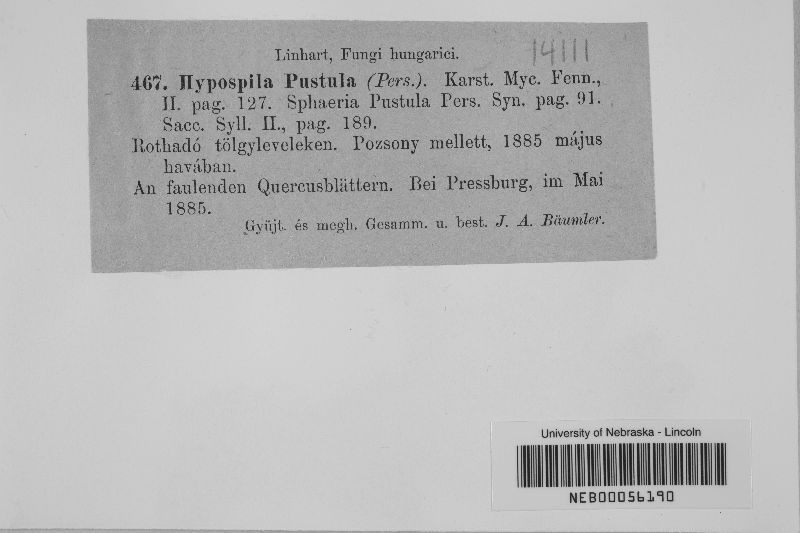 Linhart, Fungi hungarici.
14111
467. Hypospila Pustula (Pers.). Karst. Myc. Fenn.,
II. pag. 127. Sphaeria Pustula Pers. Syn. pag. 91.
Sacc. Syll. II., pag. 189.
Rothadó tölgyleveleken. Pozsony mellett, 1885 május
havában.
An faulenden Quercusblättern. Bei Pressburg, im Mai
1885.
Gyüjt. és megh. Gesamm. u. best. J. A. Bäumler.
University of Nebraska - Lincoln
NEB00056190